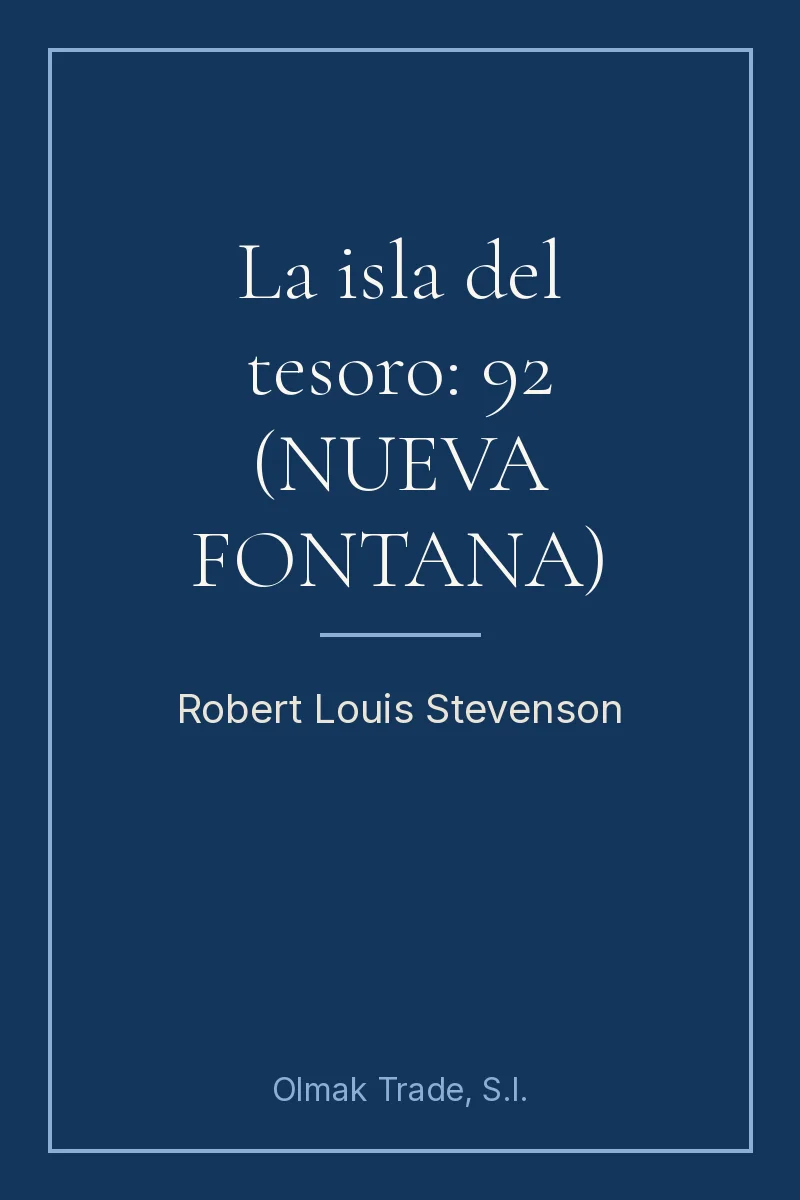 La isla del
tesoro: 92
(NUEVA
FONTANA)
Robert Louis Stevenson
Olmak Trade, S.l.